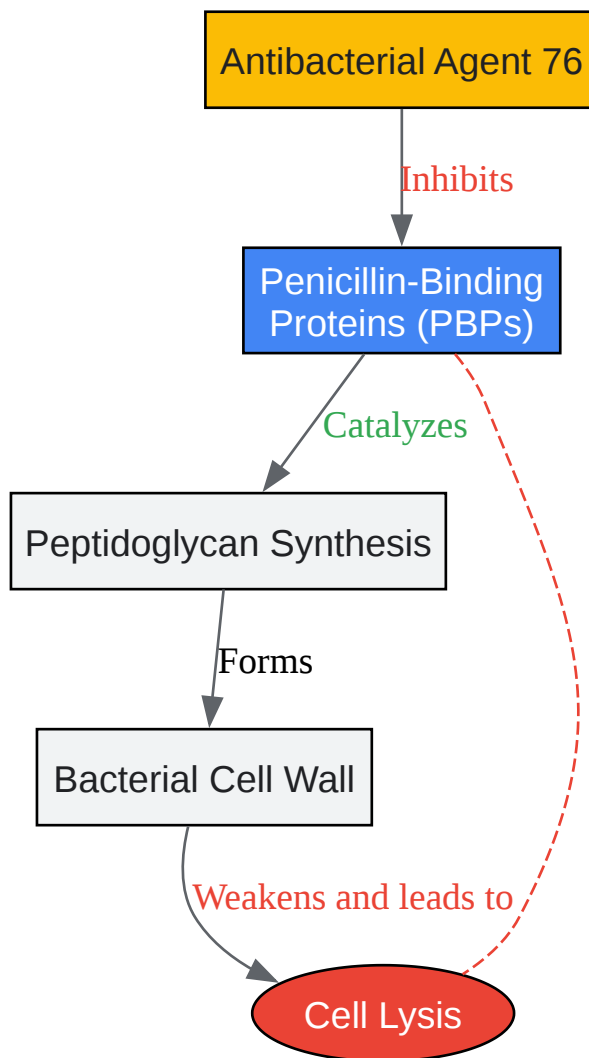 Antibacterial Agent 76
Inhibits
Penicillin-Binding
Proteins (PBPs)
Catalyzes
Peptidoglycan Synthesis
Forms
Bacterial Cell Wall
Weakens and leads to
Cell Lysis